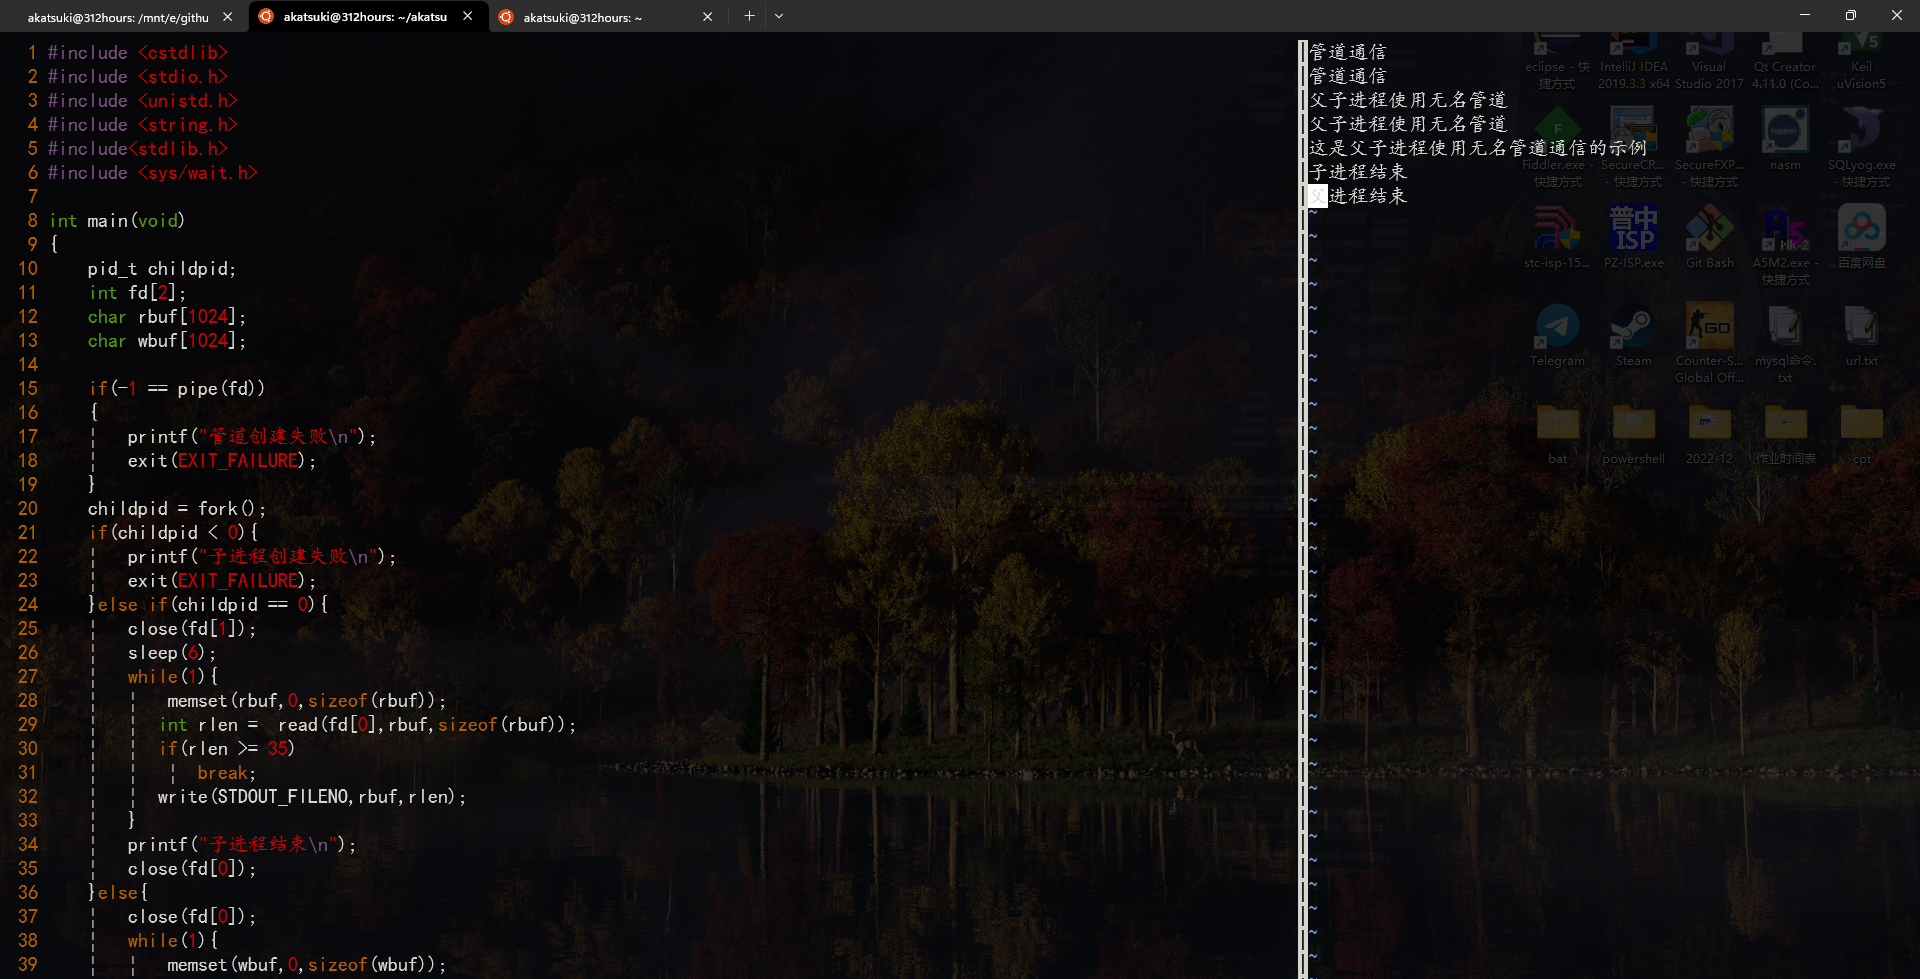 akatsuki@312hours: /mnt/e/githu
akatsuki@312hours: ~/akatsu
akatsuki@312hours: ~
1 #include <cstdlib>
2 #include <stdio.h>
3 #include <unistd.h>
4 #include <string.h>
5 #include<stdlib.h>
6 #include <sys/wait.h>
7
8 int main(void)
9 {
10 pid_t childpid;
11 int fd[2];
12 char rbuf[1024];
13 char wbuf[1024];
14
15 if(-1 == pipe(fd))
16 {
17 printf("管道创建失败\n");
18 exit(EXIT_FAILURE);
19 }
20 childpid = fork();
21 if(childpid < 0){
22 printf("子进程创建失败\n");
23 exit(EXIT_FAILURE);
24 }else if(childpid == 0){
25 close(fd[1]);
26 sleep(6);
27 while(1){
28 memset(rbuf,0,sizeof(rbuf));
29 int rlen =  read(fd[0],rbuf,sizeof(rbuf));
30 if(rlen >= 35)
31 break;
32 write(STDOUT_FILENO,rbuf,rlen);
33 }
34 printf("子进程结束\n");
35 close(fd[0]);
36 }else{
37 close(fd[0]);
38 while(1){
39 memset(wbuf,0,sizeof(wbuf));
管道通信
管道通信
父子进程使用无名管道
父子进程使用无名管道
这是父子进程使用无名管道通信的示例
子进程结束
父进程结束
eclipse - 快捷方式
IntelliJ IDEA 2019.3.3 x64
Visual Studio 2017
Qt Creator 4.11.0 (Co...
Keil uVision5
Fiddler.exe - 快捷方式
SecureCR... - 快捷方式
SecureFXP... - 快捷方式
nasm
SQLyog.exe - 快捷方式
stc-isp-15...
普中 ISP
PZ-ISP.exe
Git Bash
A5M2.exe - 快捷方式
百度网盘
Telegram
Steam
Counter-S... Global Off...
mysql命令.txt
url.txt
bat
powershell
2022-12
作业时间表
cpt